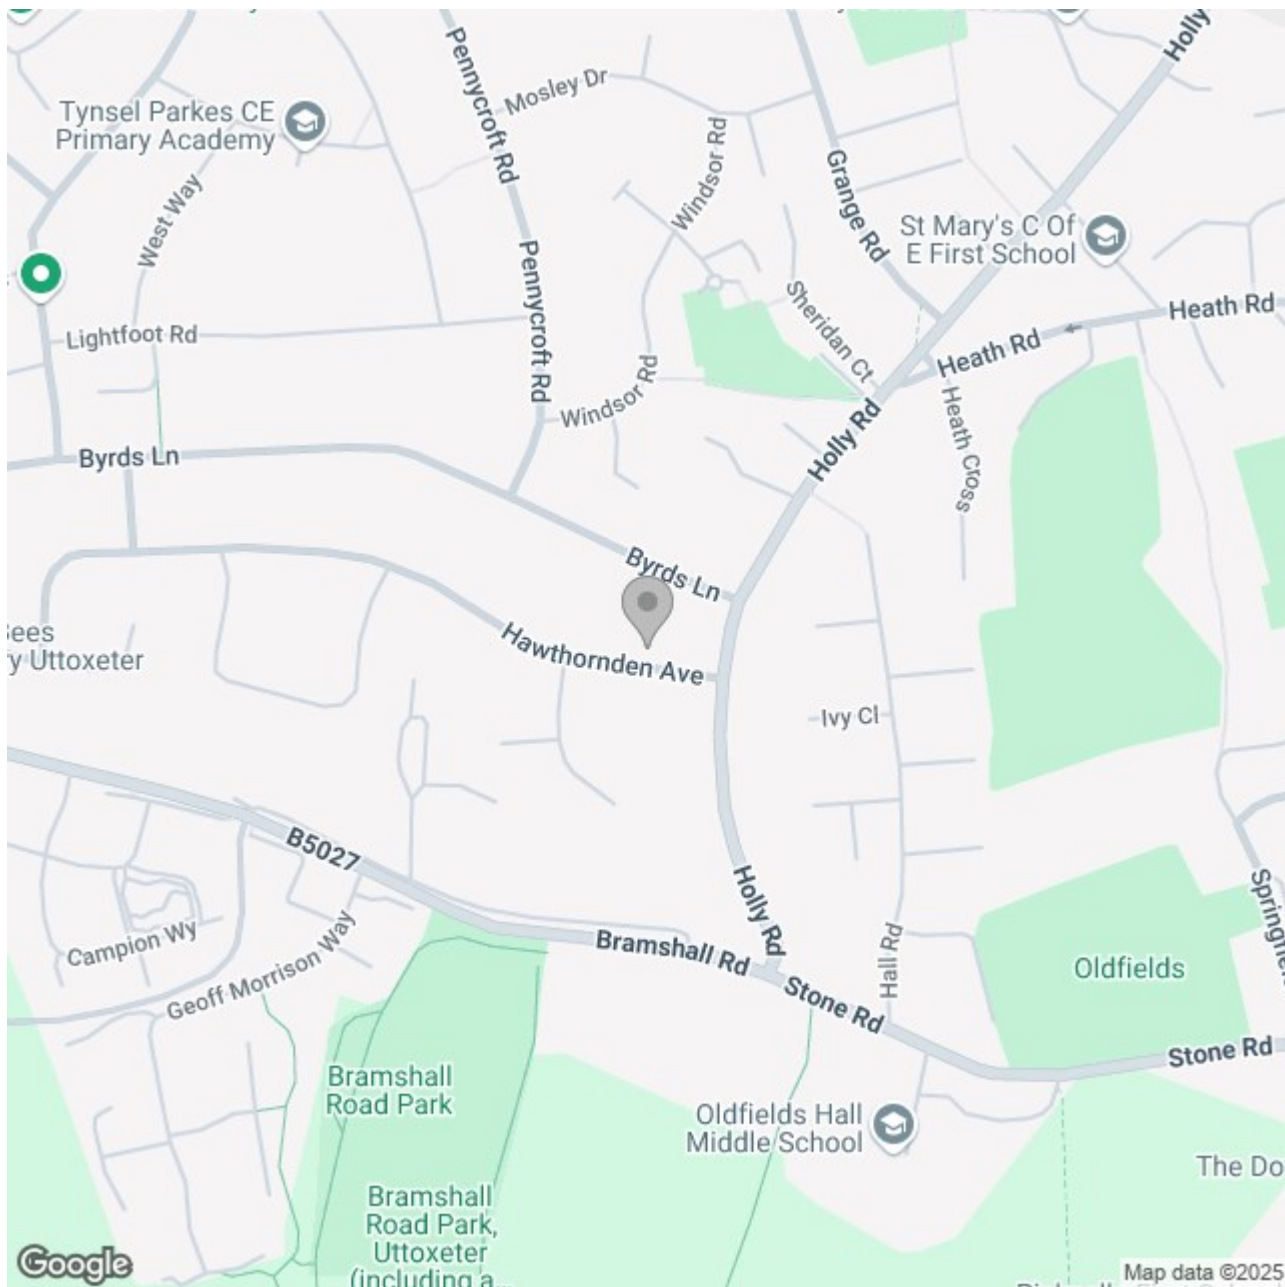 Holly
Pennycroft Rd
Mosley Dr
Tynsel Parkes CE
Primary Academy
Windsor Rd
Grange Rd
West Way
St Mary's C Of
E First School
Pennycroft Rd
Sheridan Ct
Heath Rd
Lightfoot Rd
Heath Rd
Windsor Rd
Holly Rd
Heath Cross
Byrds Ln
Byrds Ln
Hawthornden Ave
Uttoxeter
Ivy Cl
B5027
Holly Rd
Campion Wy
Geoff Morrison Way
Bramshall Rd
Hall Rd
Oldfields
Stone Rd
Stone Rd
Bramshall
Road Park
Oldfields Hall
Middle School
The Do
Bramshall
Road Park,
Uttoxeter
(including a...
Google
Map data ©2025